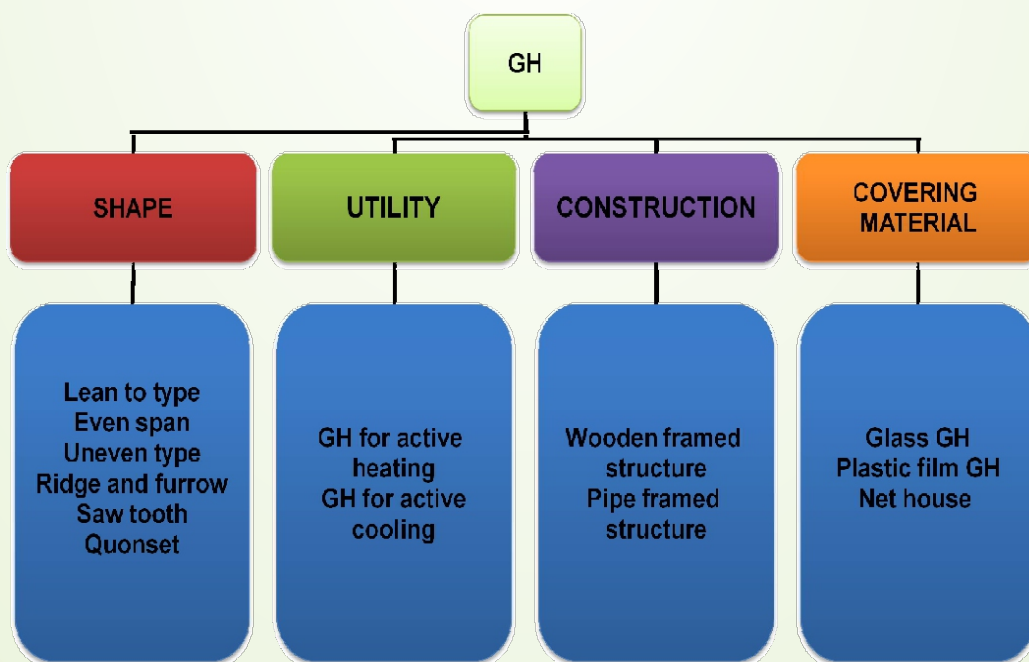 GH
SHAPE
UTILITY
CONSTRUCTION
COVERING
MATERIAL
Lean to type
Even span
Uneven type
Ridge and furrow
Saw tooth
Quonset
GH for active
heating
GH for active
cooling
Wooden framed
structure
Pipe framed
structure
Glass GH
Plastic film GH
Net house